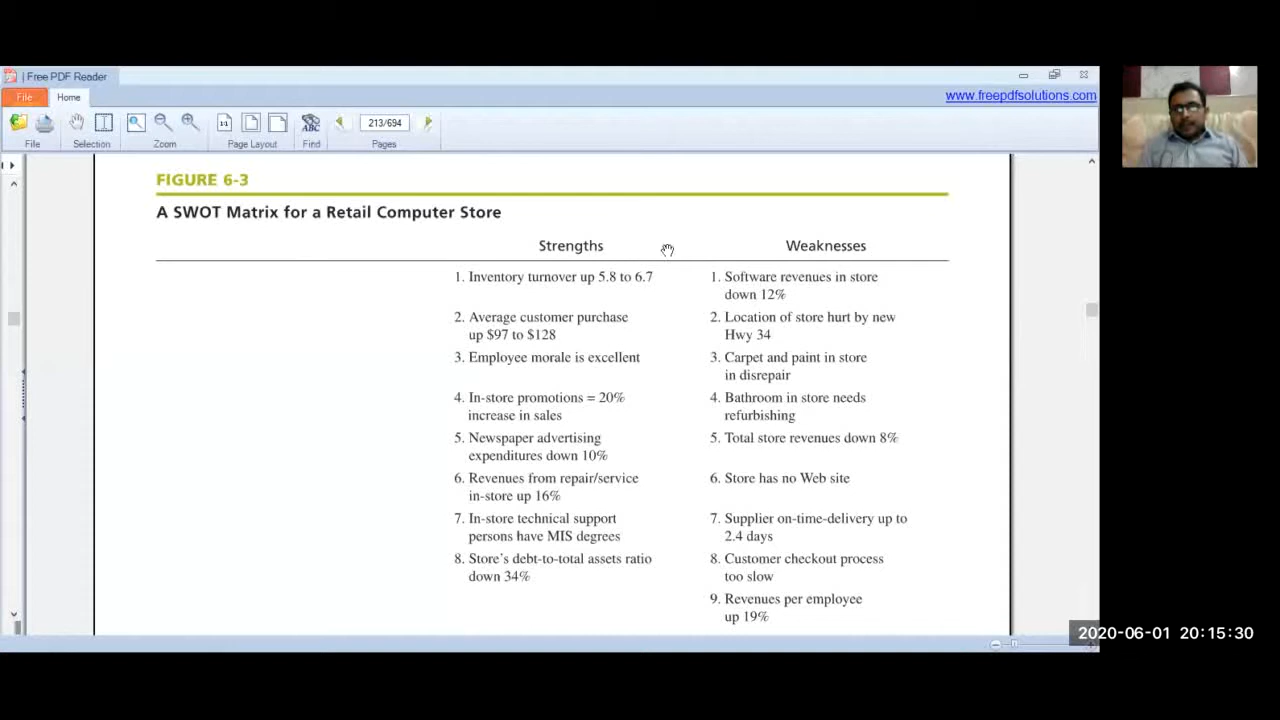 | Free PDF Reader
File
Home
www.freepdfsolutions.com
1:1
ABC
213/694
File
Selection
Zoom
Page Layout
Find
Pages
FIGURE 6-3
A SWOT Matrix for a Retail Computer Store
Strengths
Weaknesses
1. Inventory turnover up 5.8 to 6.7
2. Average customer purchase
up $97 to $128
3. Employee morale is excellent
4. In-store promotions = 20%
increase in sales
5. Newspaper advertising
expenditures down 10%
6. Revenues from repair/service
in-store up 16%
7. In-store technical support
persons have MIS degrees
8. Store's debt-to-total assets ratio
down 34%
1. Software revenues in store
down 12%
2. Location of store hurt by new
Hwy 34
3. Carpet and paint in store
in disrepair
4. Bathroom in store needs
refurbishing
5. Total store revenues down 8%
6. Store has no Web site
7. Supplier on-time-delivery up to
2.4 days
8. Customer checkout process
too slow
9. Revenues per employee
up 19%
2020-06-01 20:15:30